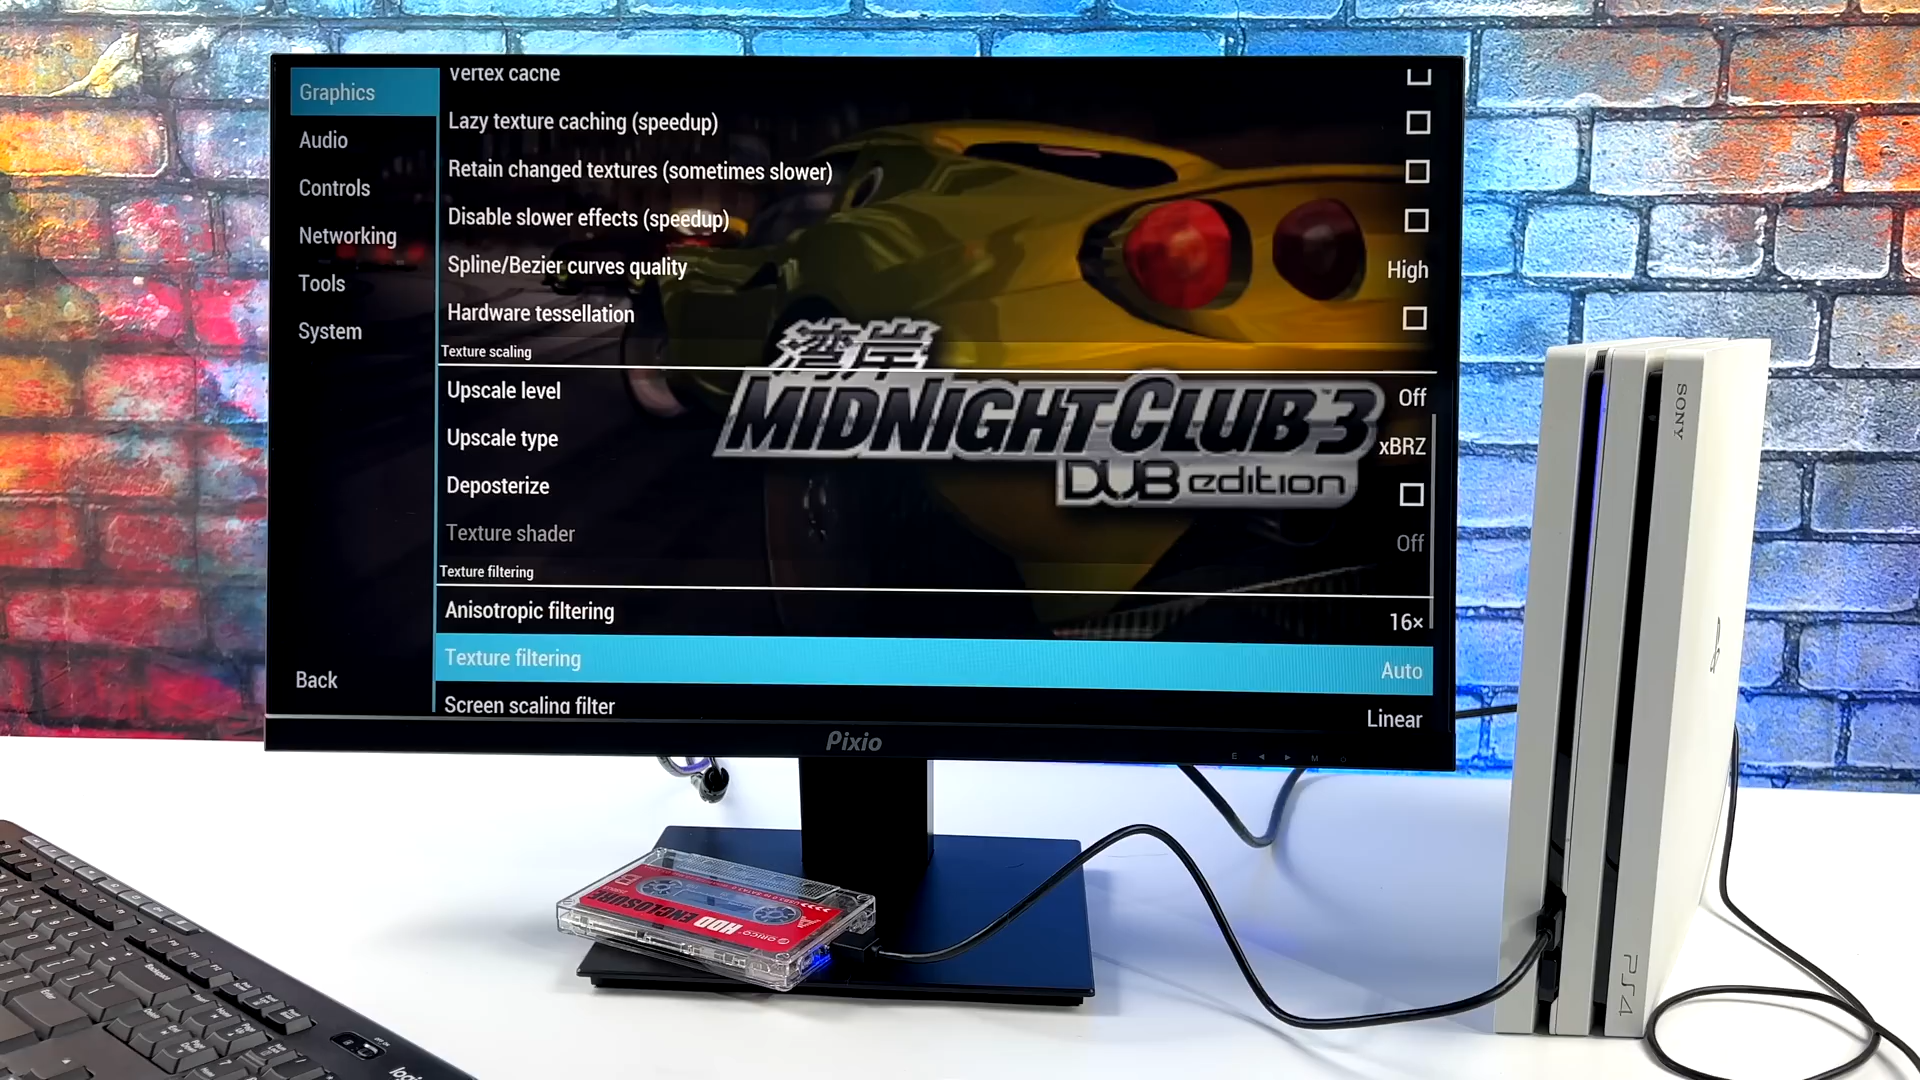 Graphics
Audio
Controls
Networking
Tools
System
Back
Vertex cache
Lazy texture caching (speedup)
Retain changed textures (sometimes slower)
Disable slower effects (speedup)
Spline/Bezier curves quality High
Hardware tessellation
Texture scaling
Upscale level Off
Upscale type xBRZ
Deposterize
Texture shader Off
Texture filtering
Anisotropic filtering 16×
Texture filtering Auto
Screen scaling filter Linear
湾岸
MIDNIGHT CLUB 3
DUB edition
Pixio
E M
SONY
PS4
ORICO HDD ENCLOSURE
A
B
logi